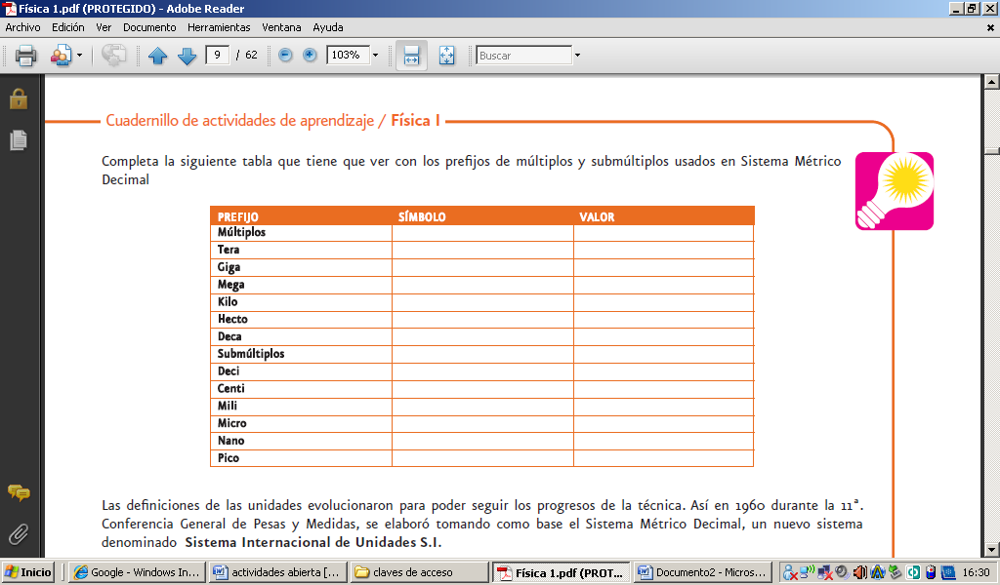 Física 1.pdf (PROTEGIDO) - Adobe Reader
Archivo Edición Ver Documento Herramientas Ventana Ayuda
9 / 62 103% Buscar
Cuadernillo de actividades de aprendizaje / Física I
Completa la siguiente tabla que tiene que ver con los prefijos de múltiplos y submúltiplos usados en Sistema Métrico
Decimal
PREFIJO SÍMBOLO VALOR
Múltiplos
Tera
Giga
Mega
Kilo
Hecto
Deca
Submúltiplos
Deci
Centi
Mili
Micro
Nano
Pico
Las definiciones de las unidades evolucionaron para poder seguir los progresos de la técnica. Así en 1960 durante la 11ª.
Conferencia General de Pesas y Medidas, se elaboró tomando como base el Sistema Métrico Decimal, un nuevo sistema
denominado Sistema Internacional de Unidades S.I.
Inicio Google - Windows In... actividades abierta [... claves de acceso Física 1.pdf (PROT... Documento2 - Micros... 16:30